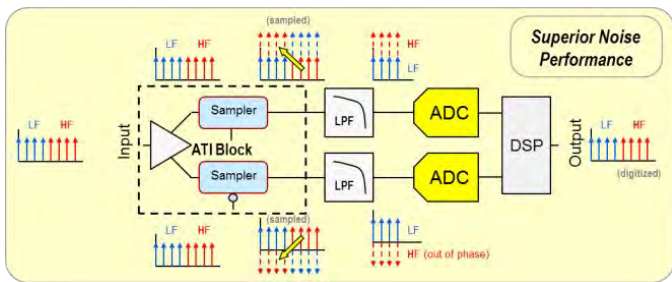 (sampled)
Superior Noise
Performance
LF HF
HF
LF
LF HF
Input
Sampler
ATI Block
Sampler
LPF
LPF
ADC
ADC
DSP
Output
LF HF
(digitized)
(sampled)
LF HF
LF
HF (out of phase)